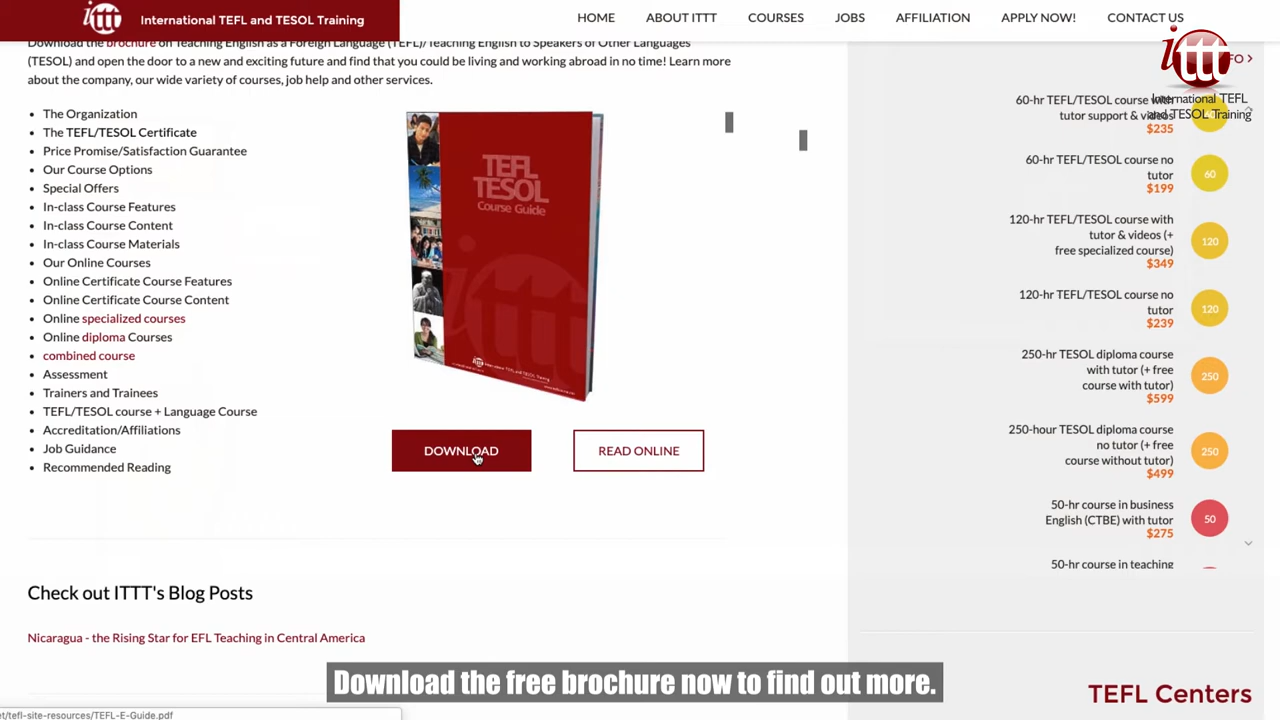 ittt International TEFL and TESOL Training
HOME ABOUT ITTT COURSES JOBS AFFILIATION APPLY NOW! CONTACT US
Download the brochure on Teaching English as a Foreign Language (TEFL)/Teaching English to Speakers of Other Languages
(TESOL) and open the door to a new and exciting future and find that you could be living and working abroad in no time! Learn more
about the company, our wide variety of courses, job help and other services.
• The Organization
• The TEFL/TESOL Certificate
• Price Promise/Satisfaction Guarantee
• Our Course Options
• Special Offers
• In-class Course Features
• In-class Course Content
• In-class Course Materials
• Our Online Courses
• Online Certificate Course Features
• Online Certificate Course Content
• Online specialized courses
• Online diploma Courses
• combined course
• Assessment
• Trainers and Trainees
• TEFL/TESOL course + Language Course
• Accreditation/Affiliations
• Job Guidance
• Recommended Reading
TEFL
TESOL
Course Guide
ittt
DOWNLOAD
READ ONLINE
ittt
International TEFL
and TESOL Training
60-hr TEFL/TESOL course with
tutor support & videos
$235
60-hr TEFL/TESOL course no
tutor 60
$199
120-hr TEFL/TESOL course with
tutor & videos (+ 120
free specialized course)
$349
120-hr TEFL/TESOL course no
tutor 120
$239
250-hr TESOL diploma course
with tutor (+ free 250
course with tutor)
$599
250-hour TESOL diploma course
no tutor (+ free 250
course without tutor)
$499
50-hr course in business
English (CTBE) with tutor 50
$275
50-hr course in teaching
Check out ITTT's Blog Posts
Nicaragua - the Rising Star for EFL Teaching in Central America
Download the free brochure now to find out more.
TEFL Centers
et/tefl-site-resources/TEFL-E-Guide.pdf